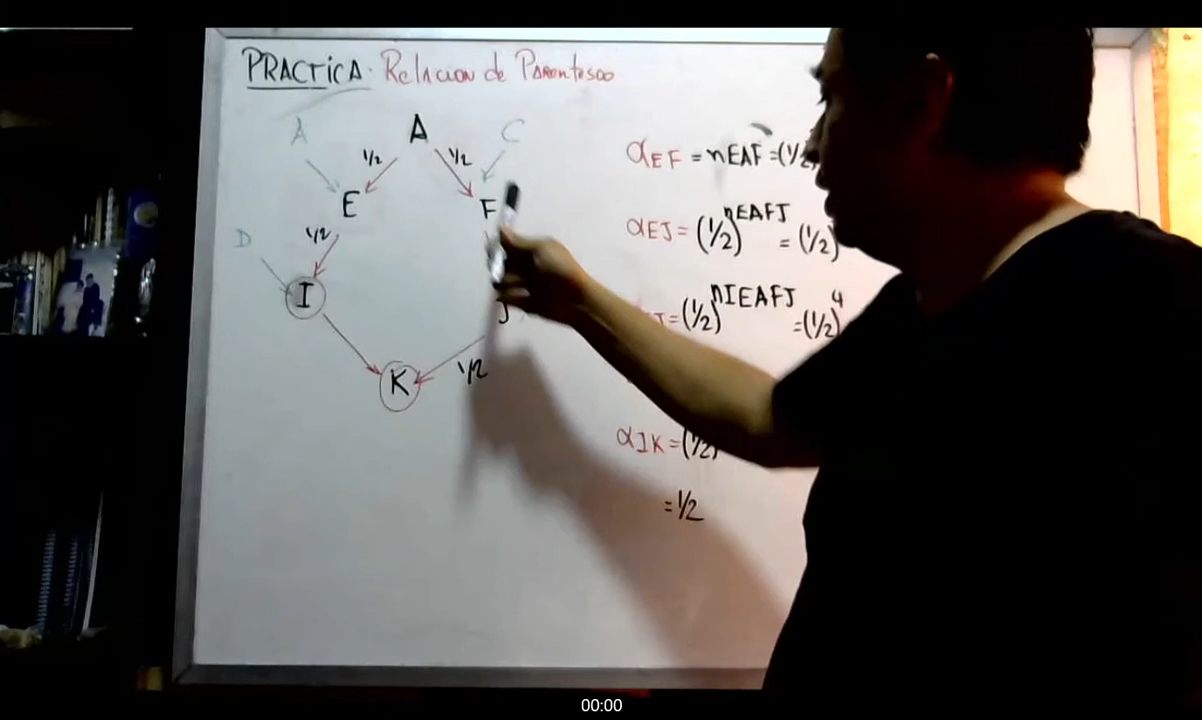 PRACTICA. Relacion de Parentesco
A A C
1/2 1/2
E F
D 1/2
I J
K 1/2
αEF = nEAF = (1/2
αEJ = (1/2)nEAFJ = (1/2)
J = (1/2)nIEAFJ = (1/2)4
αIK = (1/2)
= 1/2
00:00